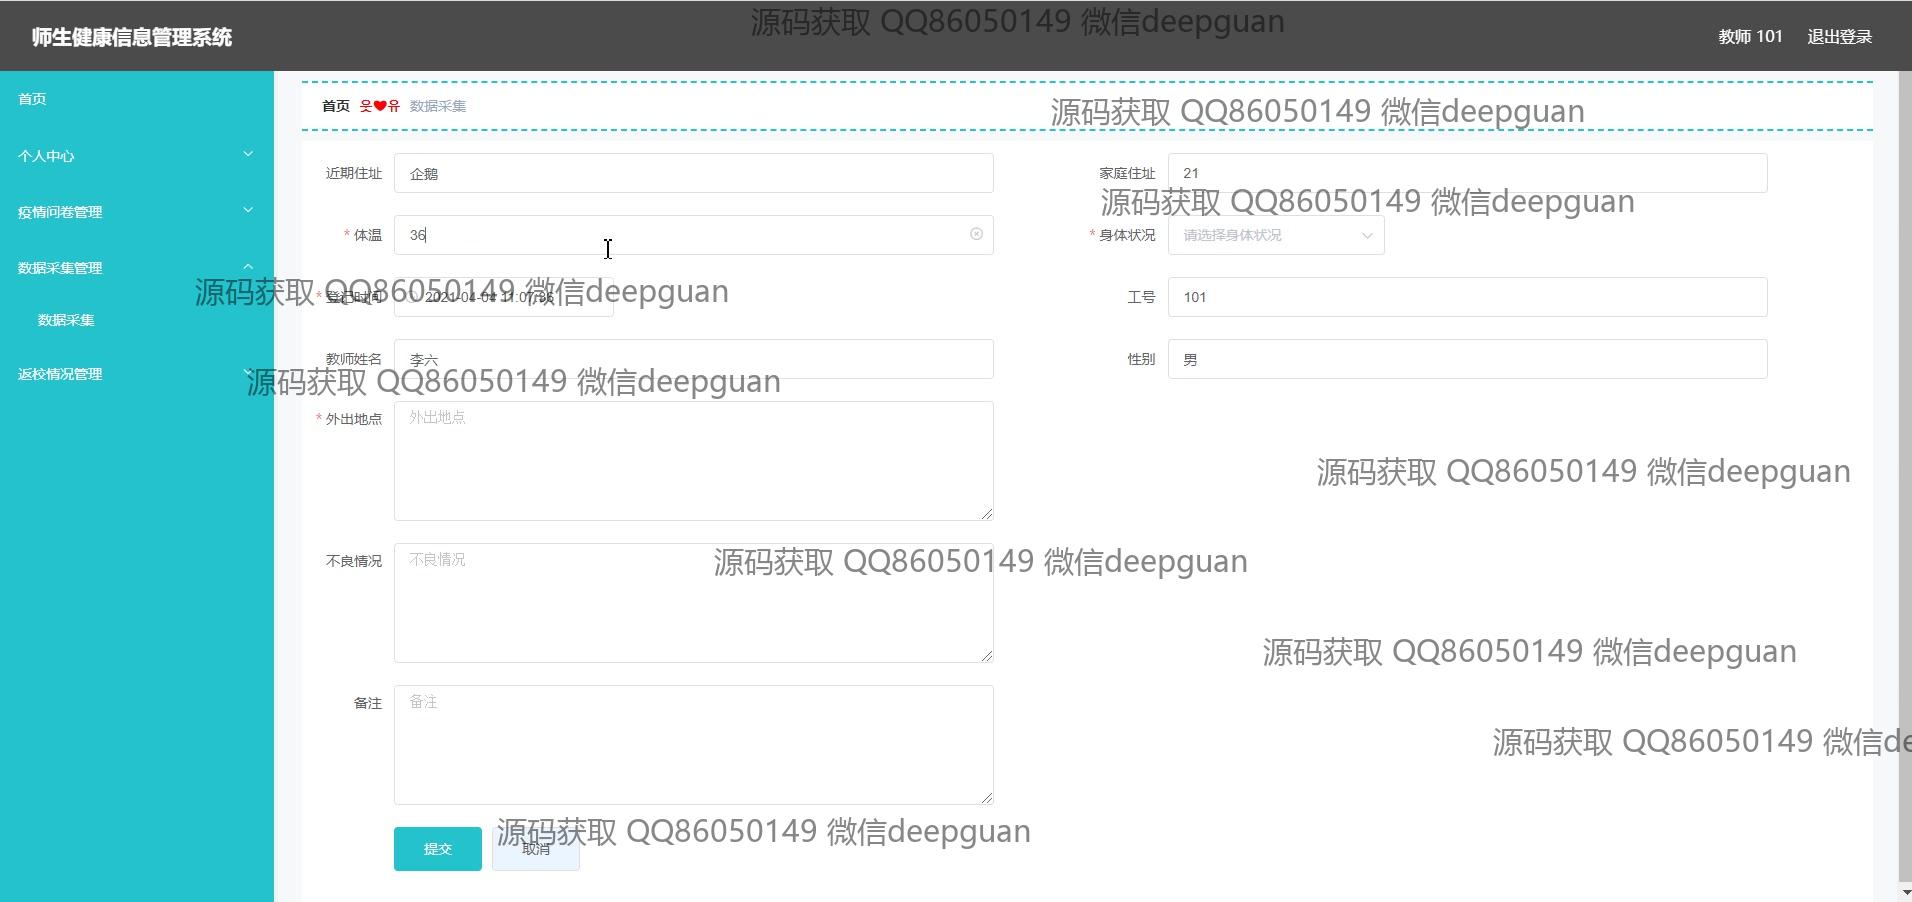 源码获取 QQ86050149 微信deepguan
师生健康信息管理系统
教师 101 退出登录
首页
个人中心
疫情问卷管理
数据采集管理
数据采集
返校情况管理
首页 웃❤유 数据采集
源码获取 QQ86050149 微信deepguan
近期住址 企鹅
家庭住址 21
源码获取 QQ86050149 微信deepguan
* 体温 36
* 身体状况 请选择身体状况
* 登记时间 2021-04-04 11:07:36
源码获取 QQ86050149 微信deepguan
工号 101
教师姓名 李六
性别 男
源码获取 QQ86050149 微信deepguan
* 外出地点 外出地点
源码获取 QQ86050149 微信deepguan
不良情况 不良情况
源码获取 QQ86050149 微信deepguan
源码获取 QQ86050149 微信deepguan
备注 备注
源码获取 QQ86050149 微信de
源码获取 QQ86050149 微信deepguan
提交 取消